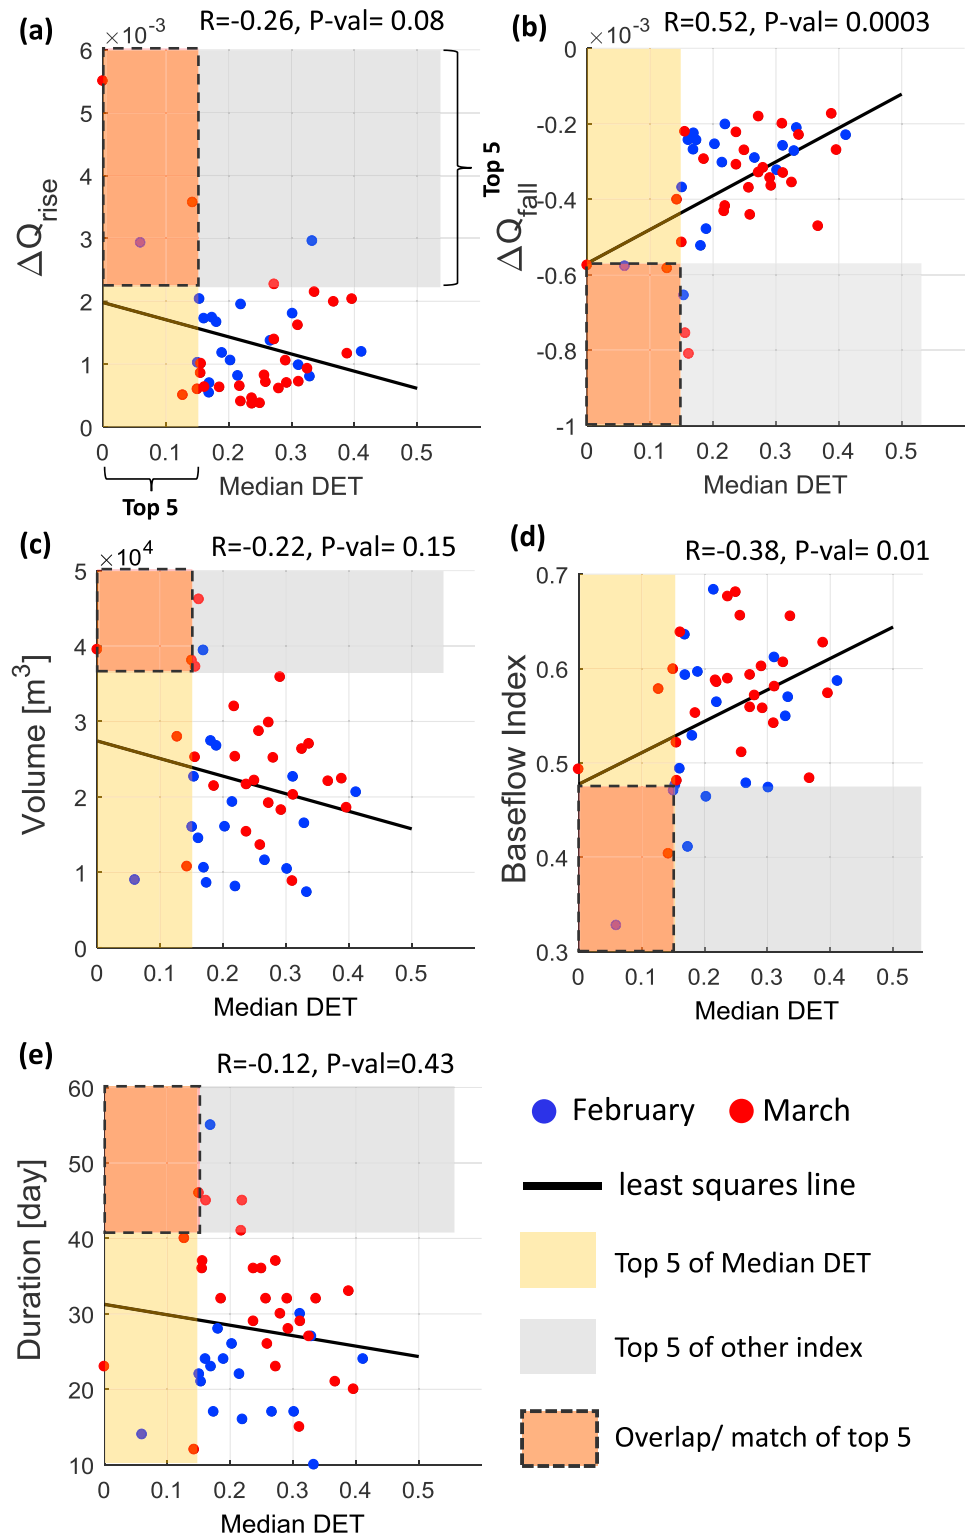 (a)
R=-0.26, P-val= 0.08
×10⁻³
6
5
4
3
2
1
0
ΔQrise
Top 5
0 0.1 0.2 0.3 0.4 0.5
Top 5
Median DET
(b)
R=0.52, P-val= 0.0003
×10⁻³
0
-0.2
-0.4
-0.6
-0.8
-1
ΔQfall
0 0.1 0.2 0.3 0.4 0.5
Median DET
(c)
R=-0.22, P-val= 0.15
×10⁴
5
4
3
2
1
0
Volume [m³]
0 0.1 0.2 0.3 0.4 0.5
Median DET
(d)
R=-0.38, P-val= 0.01
0.7
0.6
0.5
0.4
0.3
Baseflow Index
0 0.1 0.2 0.3 0.4 0.5
Median DET
(e)
R=-0.12, P-val=0.43
60
50
40
30
20
10
Duration [day]
0 0.1 0.2 0.3 0.4 0.5
Median DET
February March
least squares line
Top 5 of Median DET
Top 5 of other index
Overlap/ match of top 5